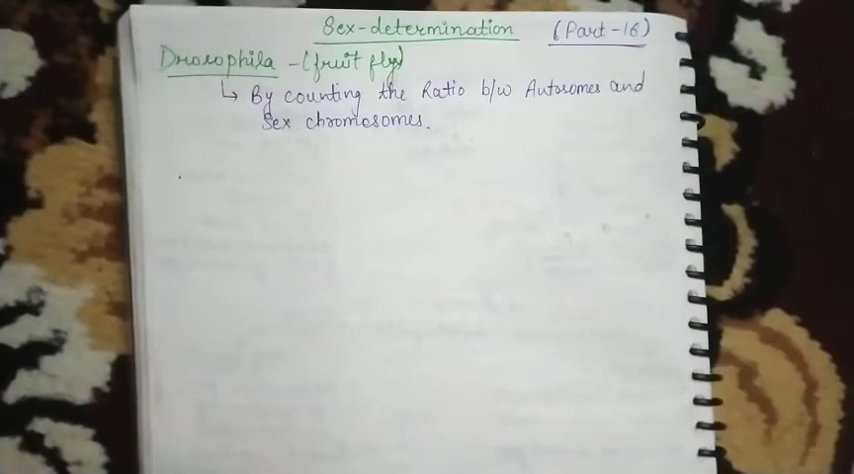 Sex-determination (Part-16)
Drosophila - (fruit fly)
↳ By counting the Ratio b/w Autosomes and
Sex chromosomes.